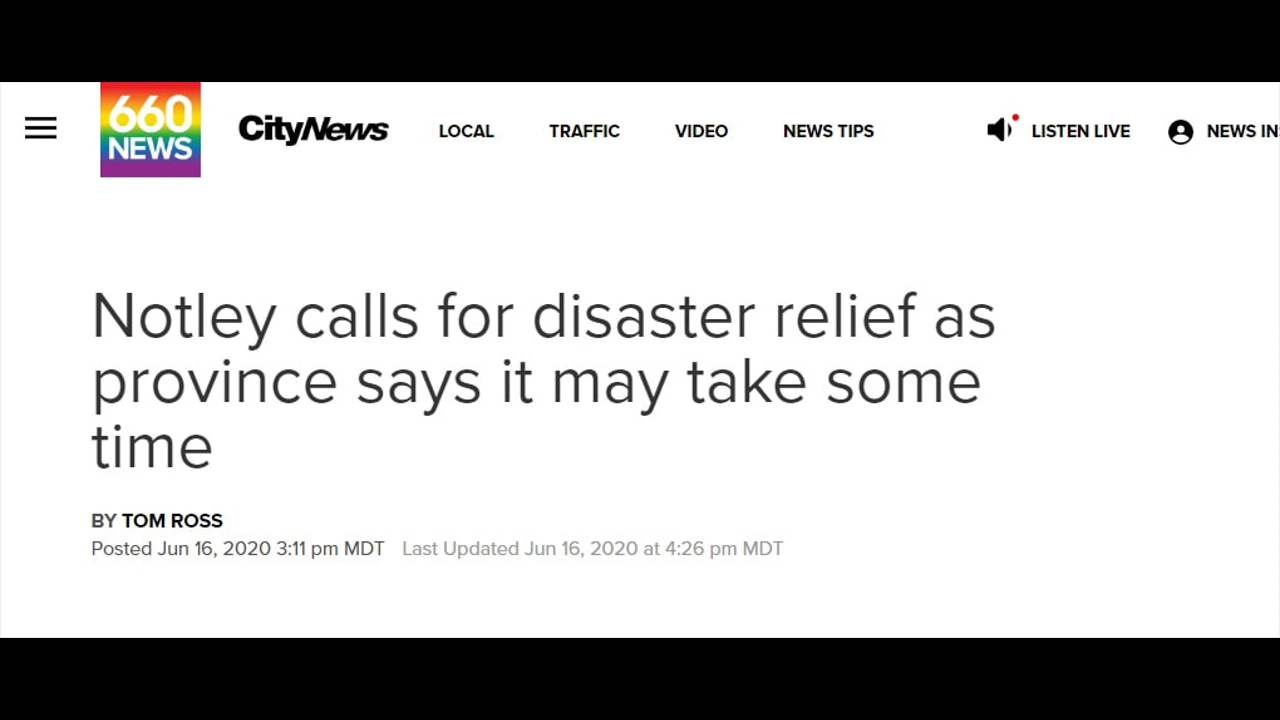 660
NEWS
CityNews
LOCAL
TRAFFIC
VIDEO
NEWS TIPS
LISTEN LIVE
NEWS IN
Notley calls for disaster relief as
province says it may take some
time
BY TOM ROSS
Posted Jun 16, 2020 3:11 pm MDT Last Updated Jun 16, 2020 at 4:26 pm MDT